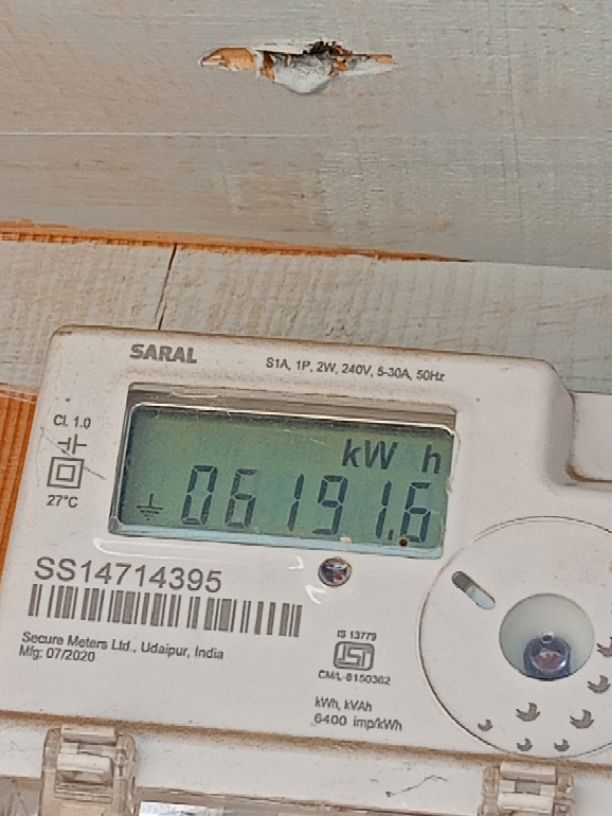 SARAL
S1A, 1P, 2W, 240V, 5-30A, 50Hz
Cl. 1.0
27°C
kW h
06191.6
SS14714395
Secure Meters Ltd., Udaipur, India
Mfg: 07/2020
IS 13779
CM/L-8150362
kWh, kVAh
6400 imp/kWh